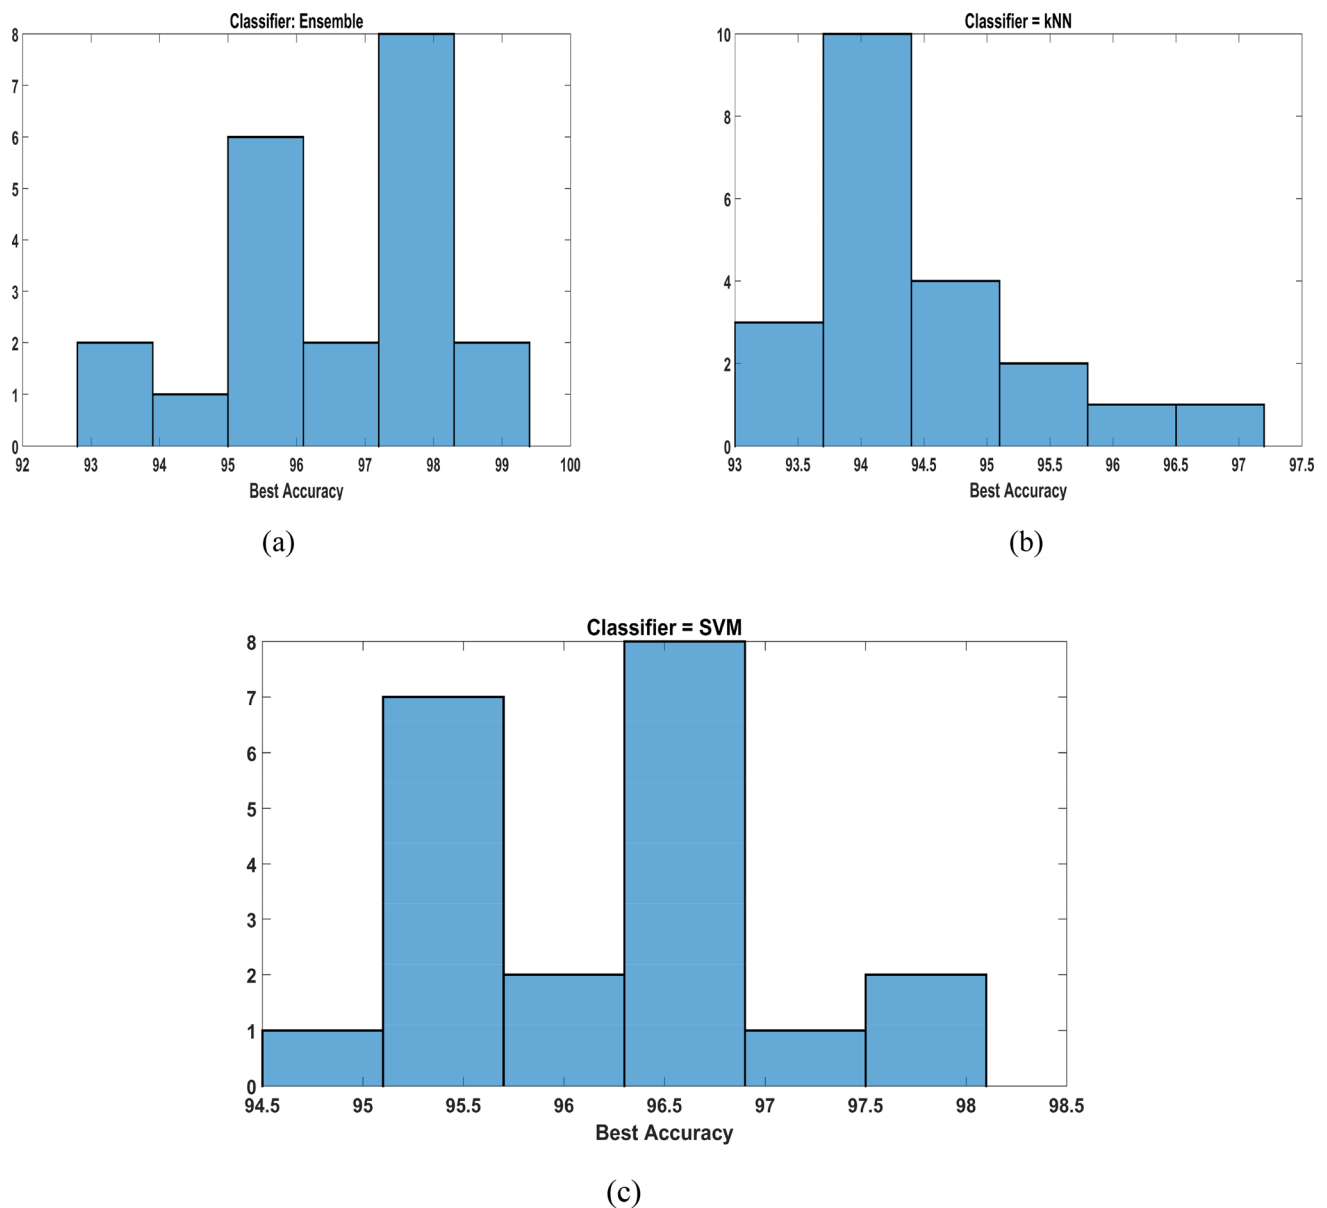 Classifier: Ensemble
8
7
6
5
4
3
2
1
0
92 93 94 95 96 97 98 99 100
Best Accuracy
(a)
Classifier = kNN
10
8
6
4
2
0
93 93.5 94 94.5 95 95.5 96 96.5 97 97.5
Best Accuracy
(b)
Classifier = SVM
8
7
6
5
4
3
2
1
0
94.5 95 95.5 96 96.5 97 97.5 98 98.5
Best Accuracy
(c)